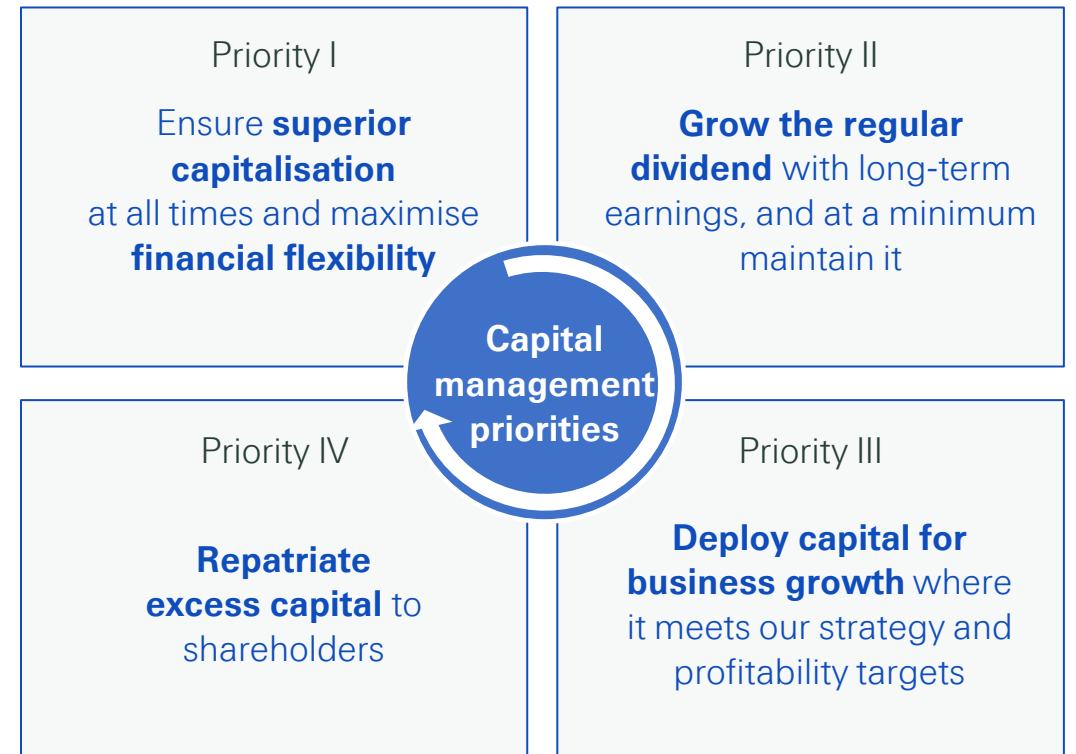 Priority I
Ensure superior
capitalisation
at all times and maximise
financial flexibility
Priority II
Grow the regular
dividend with long-term
earnings, and at a minimum
maintain it
Capital
management
priorities
Priority IV
Repatriate
excess capital to
shareholders
Priority III
Deploy capital for
business growth where
it meets our strategy and
profitability targets